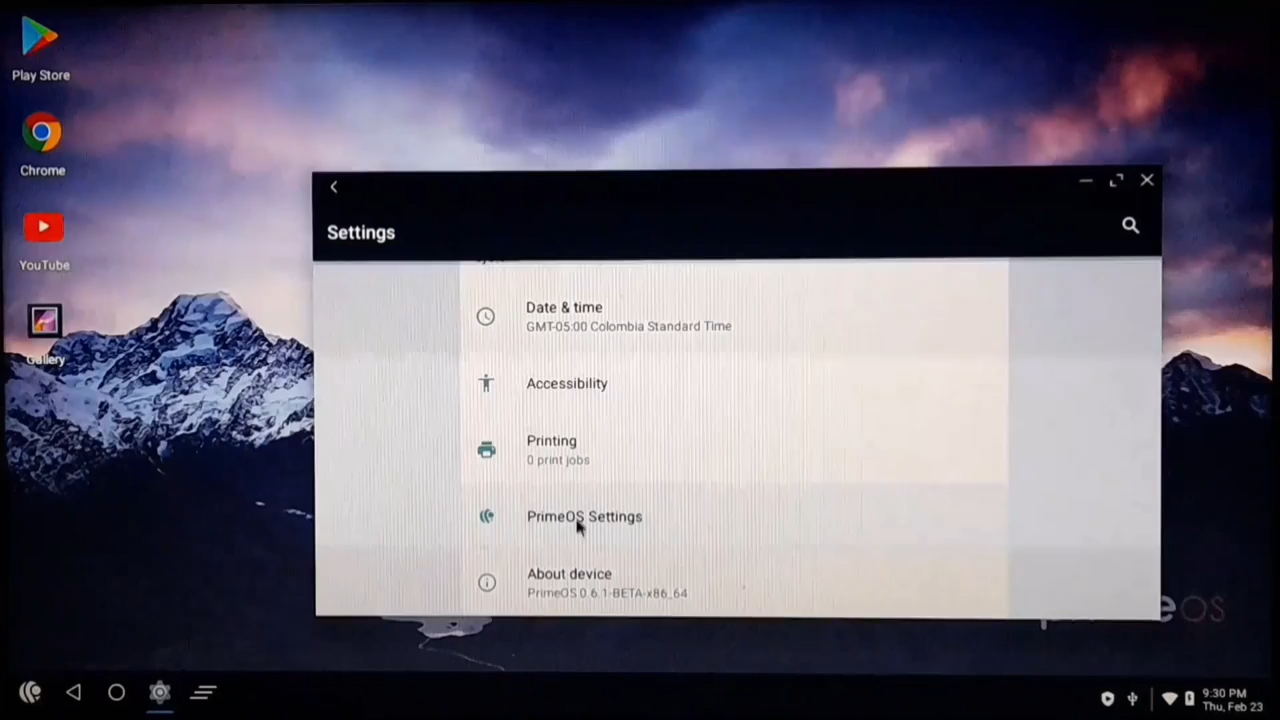 Play Store
Chrome
YouTube
Gallery
Settings
Date & time
GMT-05:00 Colombia Standard Time
Accessibility
Printing
0 print jobs
PrimeOS Settings
About device
PrimeOS 0.6.1-BETA-x86_64
eOS
9:30 PM
Thu, Feb 23